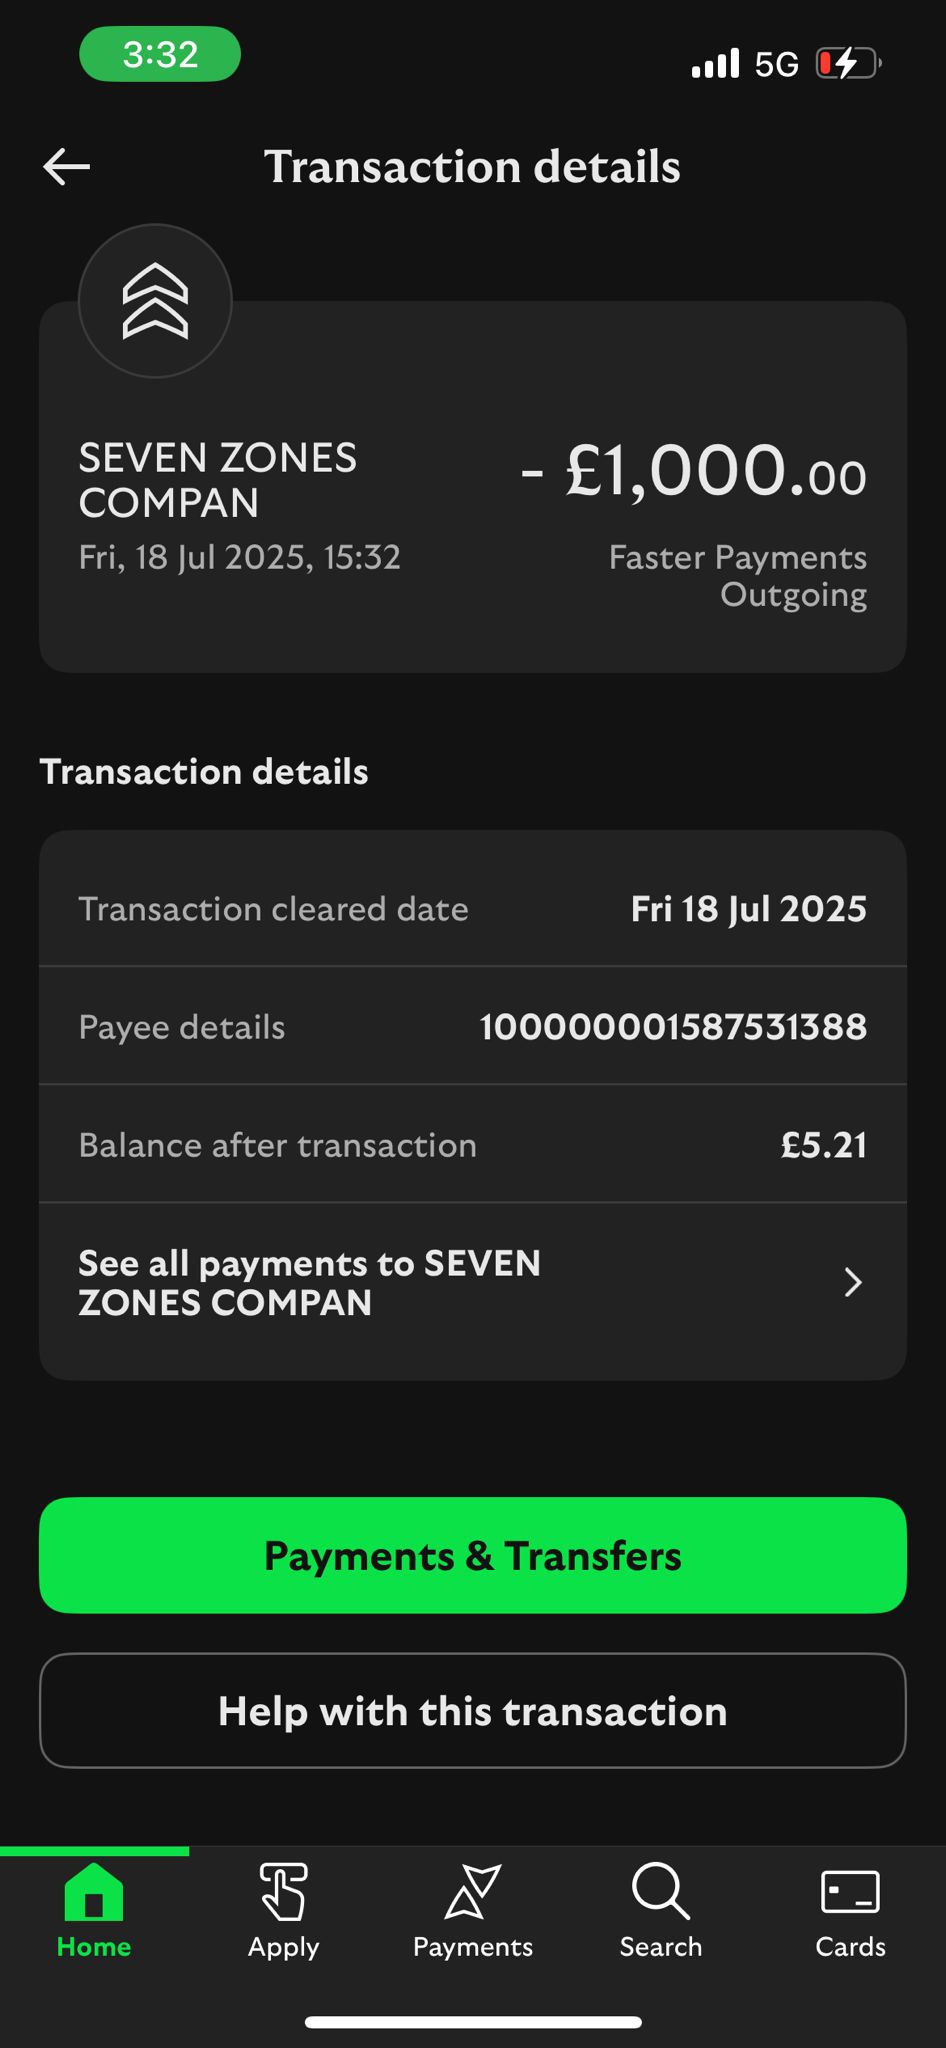 3:32
5G
Transaction details
SEVEN ZONES
COMPAN
- £1,000.00
Fri, 18 Jul 2025, 15:32
Faster Payments
Outgoing
Transaction details
Transaction cleared date
Fri 18 Jul 2025
Payee details
100000001587531388
Balance after transaction
£5.21
See all payments to SEVEN
ZONES COMPAN
Payments & Transfers
Help with this transaction
Home
Apply
Payments
Search
Cards